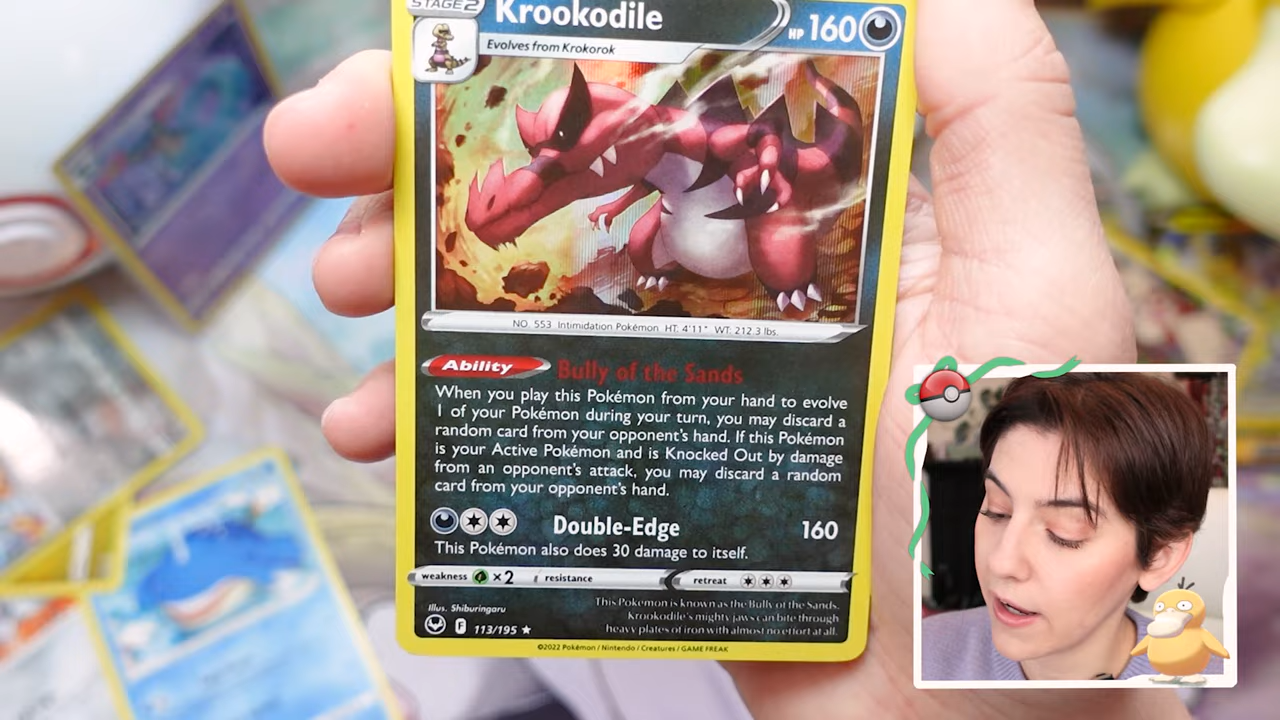 STAGE 2
Krookodile
HP 160
Evolves from Krokorok
NO. 553 Intimidation Pokémon HT: 4'11" WT: 212.3 lbs.
Ability Bully of the Sands
When you play this Pokémon from your hand to evolve
1 of your Pokémon during your turn, you may discard a
random card from your opponent's hand. If this Pokémon
is your Active Pokémon and is Knocked Out by damage
from an opponent's attack, you may discard a random
card from your opponent's hand.
Double-Edge 160
This Pokémon also does 30 damage to itself.
weakness ×2 resistance retreat
Illus. Shiburingaru
F 113/195
This Pokémon is known as the Bully of the Sands.
Krookodile's mighty jaws can bite through
heavy plates of iron with almost no effort at all.
©2022 Pokémon / Nintendo / Creatures / GAME FREAK